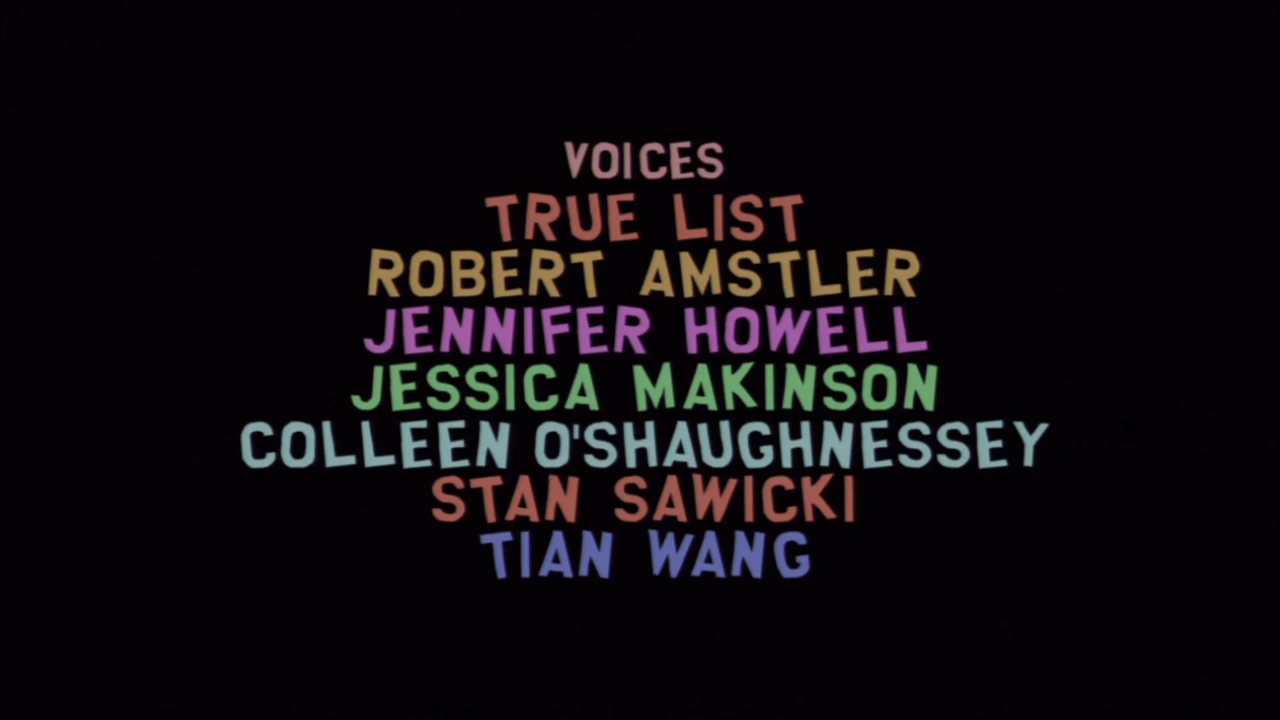 VOICES
TRUE LIST
ROBERT AMSTLER
JENNIFER HOWELL
JESSICA MAKINSON
COLLEEN O'SHAUGHNESSEY
STAN SAWICKI
TIAN WANG